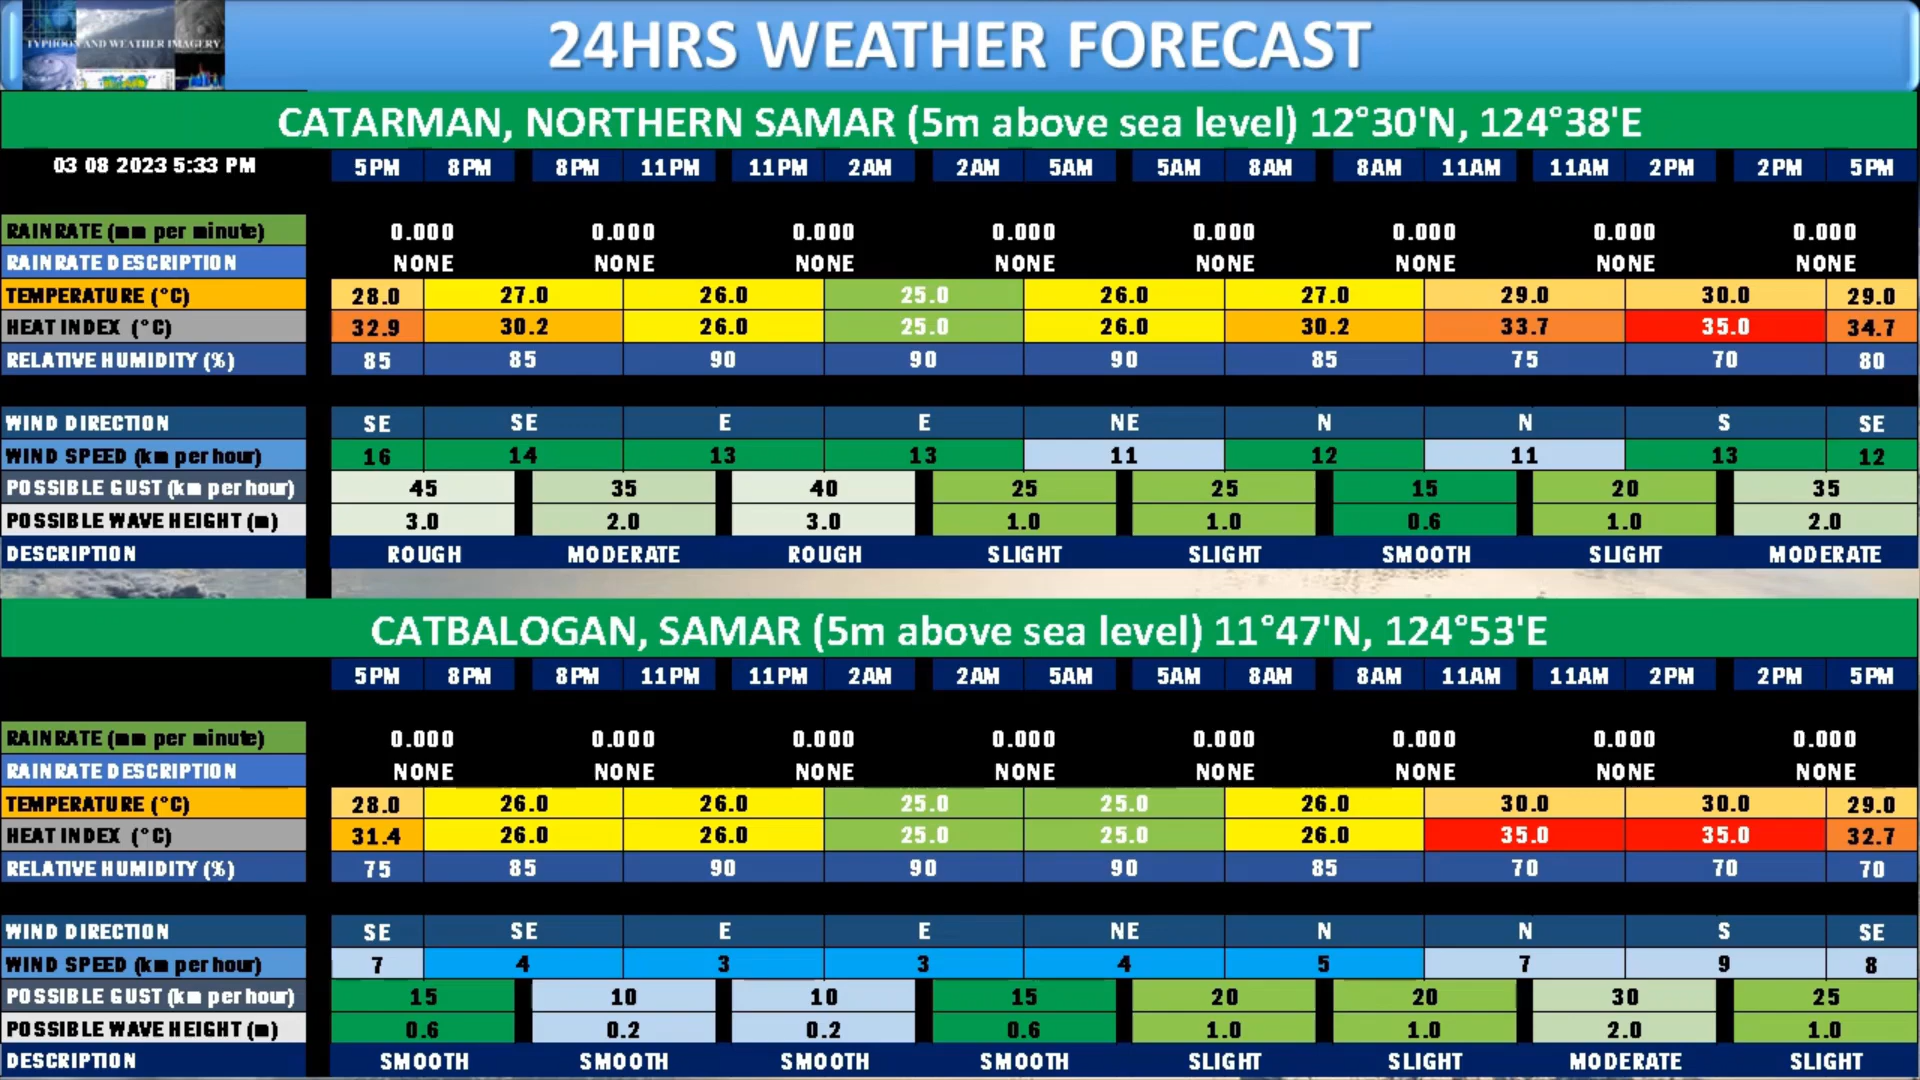 TYPHOON AND WEATHER IMAGERY
24HRS WEATHER FORECAST
CATARMAN, NORTHERN SAMAR (5m above sea level) 12°30'N, 124°38'E
03 08 2023 5:33 PM 5PM 8PM 8PM 11PM 11PM 2AM 2AM 5AM 5AM 8AM 8AM 11AM 11AM 2PM 2PM 5PM
RAINRATE (mm per minute) 0.000 0.000 0.000 0.000 0.000 0.000 0.000 0.000
RAINRATE DESCRIPTION NONE NONE NONE NONE NONE NONE NONE NONE
TEMPERATURE (°C) 28.0 27.0 26.0 25.0 26.0 27.0 29.0 30.0 29.0
HEAT INDEX (°C) 32.9 30.2 26.0 25.0 26.0 30.2 33.7 35.0 34.7
RELATIVE HUMIDITY (%) 85 85 90 90 90 85 75 70 80
WIND DIRECTION SE SE E E NE N N S SE
WIND SPEED (km per hour) 16 14 13 13 11 12 11 13 12
POSSIBLE GUST (km per hour) 45 35 40 25 25 15 20 35
POSSIBLE WAVE HEIGHT (m) 3.0 2.0 3.0 1.0 1.0 0.6 1.0 2.0
DESCRIPTION ROUGH MODERATE ROUGH SLIGHT SLIGHT SMOOTH SLIGHT MODERATE
CATBALOGAN, SAMAR (5m above sea level) 11°47'N, 124°53'E
5PM 8PM 8PM 11PM 11PM 2AM 2AM 5AM 5AM 8AM 8AM 11AM 11AM 2PM 2PM 5PM
RAINRATE (mm per minute) 0.000 0.000 0.000 0.000 0.000 0.000 0.000 0.000
RAINRATE DESCRIPTION NONE NONE NONE NONE NONE NONE NONE NONE
TEMPERATURE (°C) 28.0 26.0 26.0 25.0 25.0 26.0 30.0 30.0 29.0
HEAT INDEX (°C) 31.4 26.0 26.0 25.0 25.0 26.0 35.0 35.0 32.7
RELATIVE HUMIDITY (%) 75 85 90 90 90 85 70 70 70
WIND DIRECTION SE SE E E NE N N S SE
WIND SPEED (km per hour) 7 4 3 3 4 5 7 9 8
POSSIBLE GUST (km per hour) 15 10 10 15 20 20 30 25
POSSIBLE WAVE HEIGHT (m) 0.6 0.2 0.2 0.6 1.0 1.0 2.0 1.0
DESCRIPTION SMOOTH SMOOTH SMOOTH SMOOTH SLIGHT SLIGHT MODERATE SLIGHT